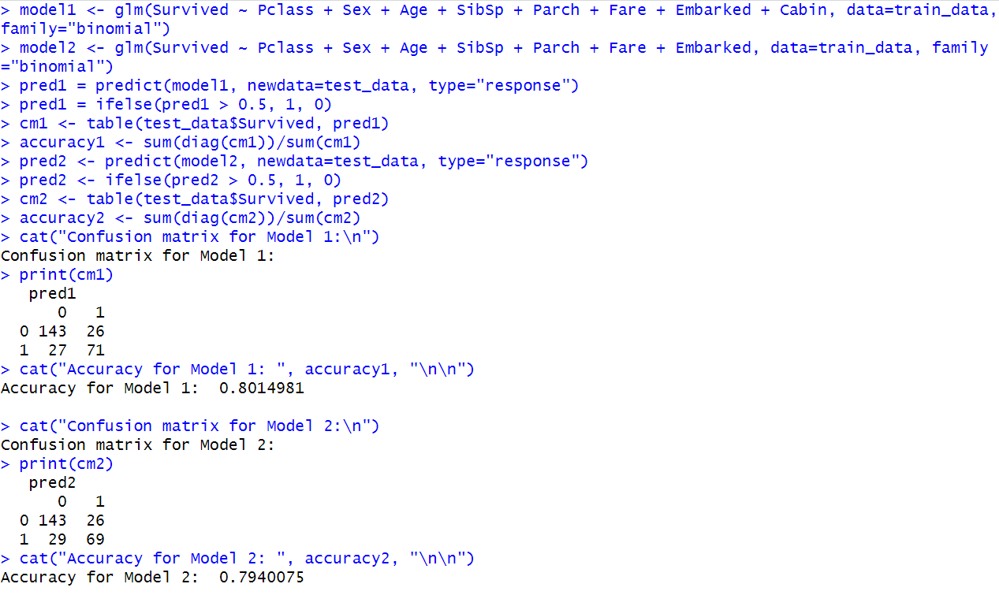 > model1 <- glm(Survived ~ Pclass + Sex + Age + SibSp + Parch + Fare + Embarked + Cabin, data=train_data,
family="binomial")
> model2 <- glm(Survived ~ Pclass + Sex + Age + SibSp + Parch + Fare + Embarked, data=train_data, family
="binomial")
> pred1 = predict(model1, newdata=test_data, type="response")
> pred1 = ifelse(pred1 > 0.5, 1, 0)
> cm1 <- table(test_data$Survived, pred1)
> accuracy1 <- sum(diag(cm1))/sum(cm1)
> pred2 <- predict(model2, newdata=test_data, type="response")
> pred2 <- ifelse(pred2 > 0.5, 1, 0)
> cm2 <- table(test_data$Survived, pred2)
> accuracy2 <- sum(diag(cm2))/sum(cm2)
> cat("Confusion matrix for Model 1:\n")
Confusion matrix for Model 1:
> print(cm1)
   pred1
      0   1
  0 143  26
  1  27  71
> cat("Accuracy for Model 1: ", accuracy1, "\n\n")
Accuracy for Model 1:  0.8014981

> cat("Confusion matrix for Model 2:\n")
Confusion matrix for Model 2:
> print(cm2)
   pred2
      0   1
  0 143  26
  1  29  69
> cat("Accuracy for Model 2: ", accuracy2, "\n\n")
Accuracy for Model 2:  0.7940075